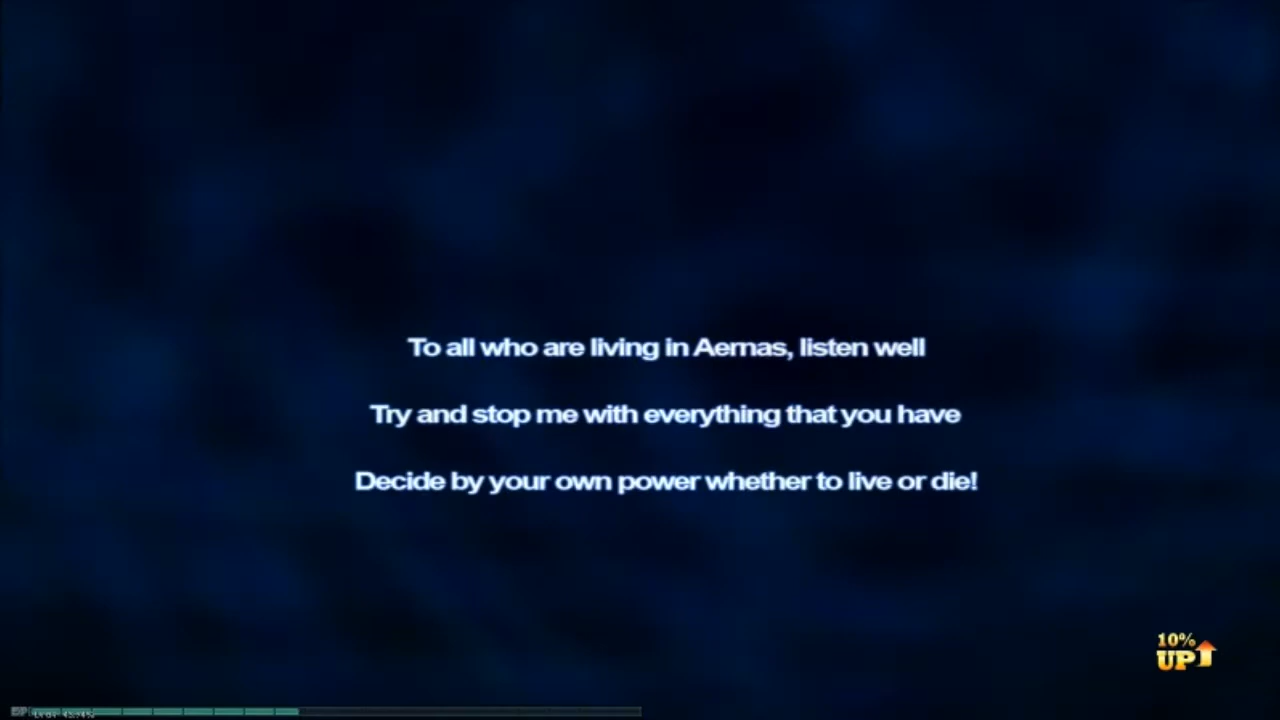 To all who are living in Aernas, listen well
Try and stop me with everything that you have
Decide by your own power whether to live or die!
10%
UP